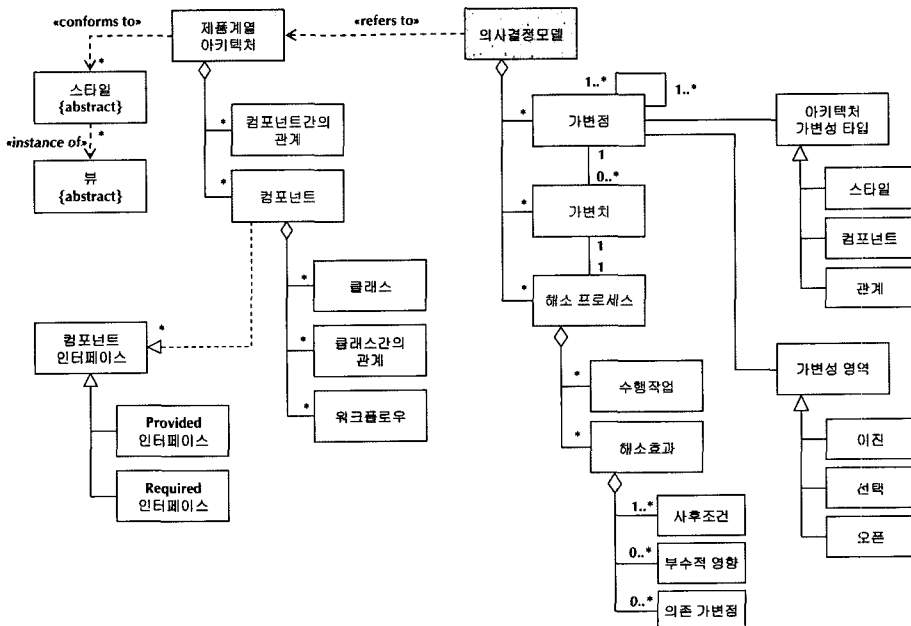 «conforms to»
제품계열
아키텍처
«refers to»
의사결정모델
*
스타일
{abstract}
*
«instance of»
뷰
{abstract}
*
컴포넌트간의
관계
*
컴포넌트
*
클래스
*
클래스간의
관계
*
워크플로우
*
컴포넌트
인터페이스
Provided
인터페이스
Required
인터페이스
1..*
1..*
*
가변점
1
0..*
*
가변치
1
1
*
해소 프로세스
*
수행작업
*
해소효과
1..*
사후조건
0..*
부수적 영향
0..*
의존 가변점
아키텍처
가변성 타입
스타일
컴포넌트
관계
가변성 영역
이진
선택
오픈